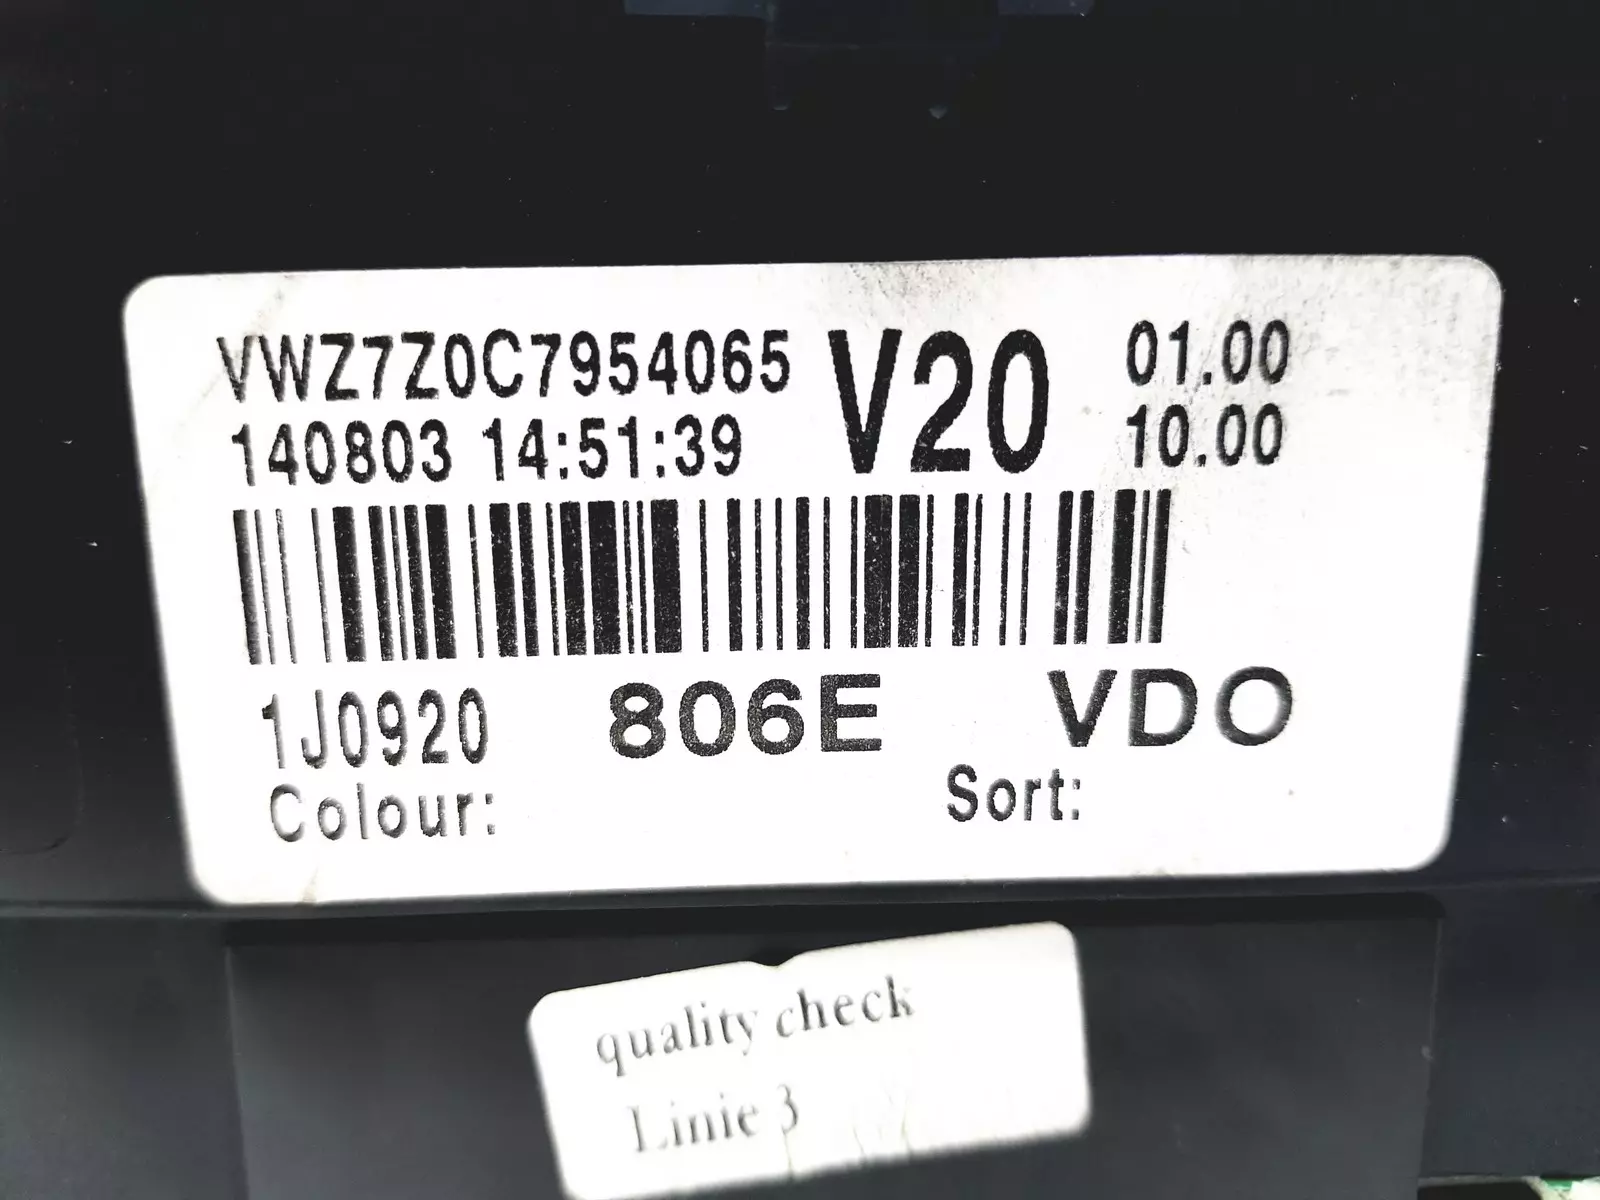 VWZ7Z0C7954065 V20 01.00
140803 14:51:39 10.00
1J0920 806E VDO
Colour: Sort:
quality check
Linie 3